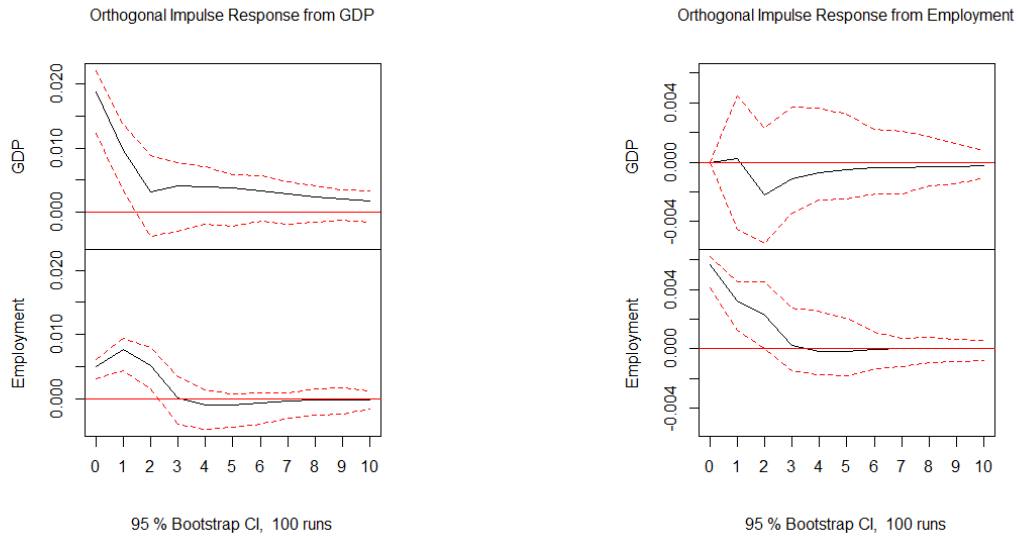 Orthogonal Impulse Response from GDP
GDP
0.020
0.010
0.000
Employment
0.020
0.010
0.000
0 1 2 3 4 5 6 7 8 9 10
95 % Bootstrap CI, 100 runs
Orthogonal Impulse Response from Employment
GDP
0.004
0.000
-0.004
Employment
0.004
0.000
-0.004
0 1 2 3 4 5 6 7 8 9 10
95 % Bootstrap CI, 100 runs